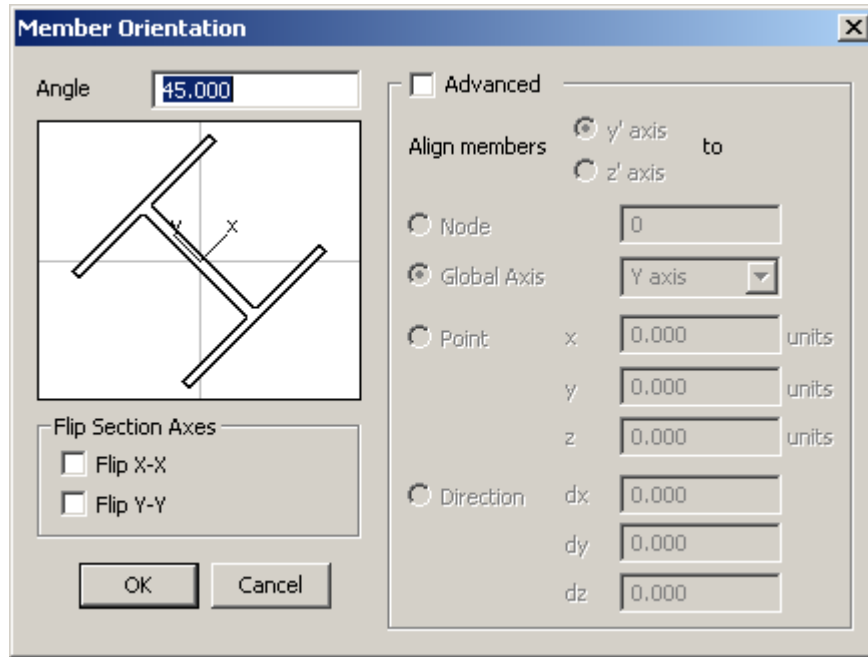 Member Orientation
Angle 45.000
y x
Flip Section Axes
Flip X-X
Flip Y-Y
OK Cancel
Advanced
Align members y' axis to
z' axis
Node 0
Global Axis Y axis
Point x 0.000 units
y 0.000 units
z 0.000 units
Direction dx 0.000
dy 0.000
dz 0.000